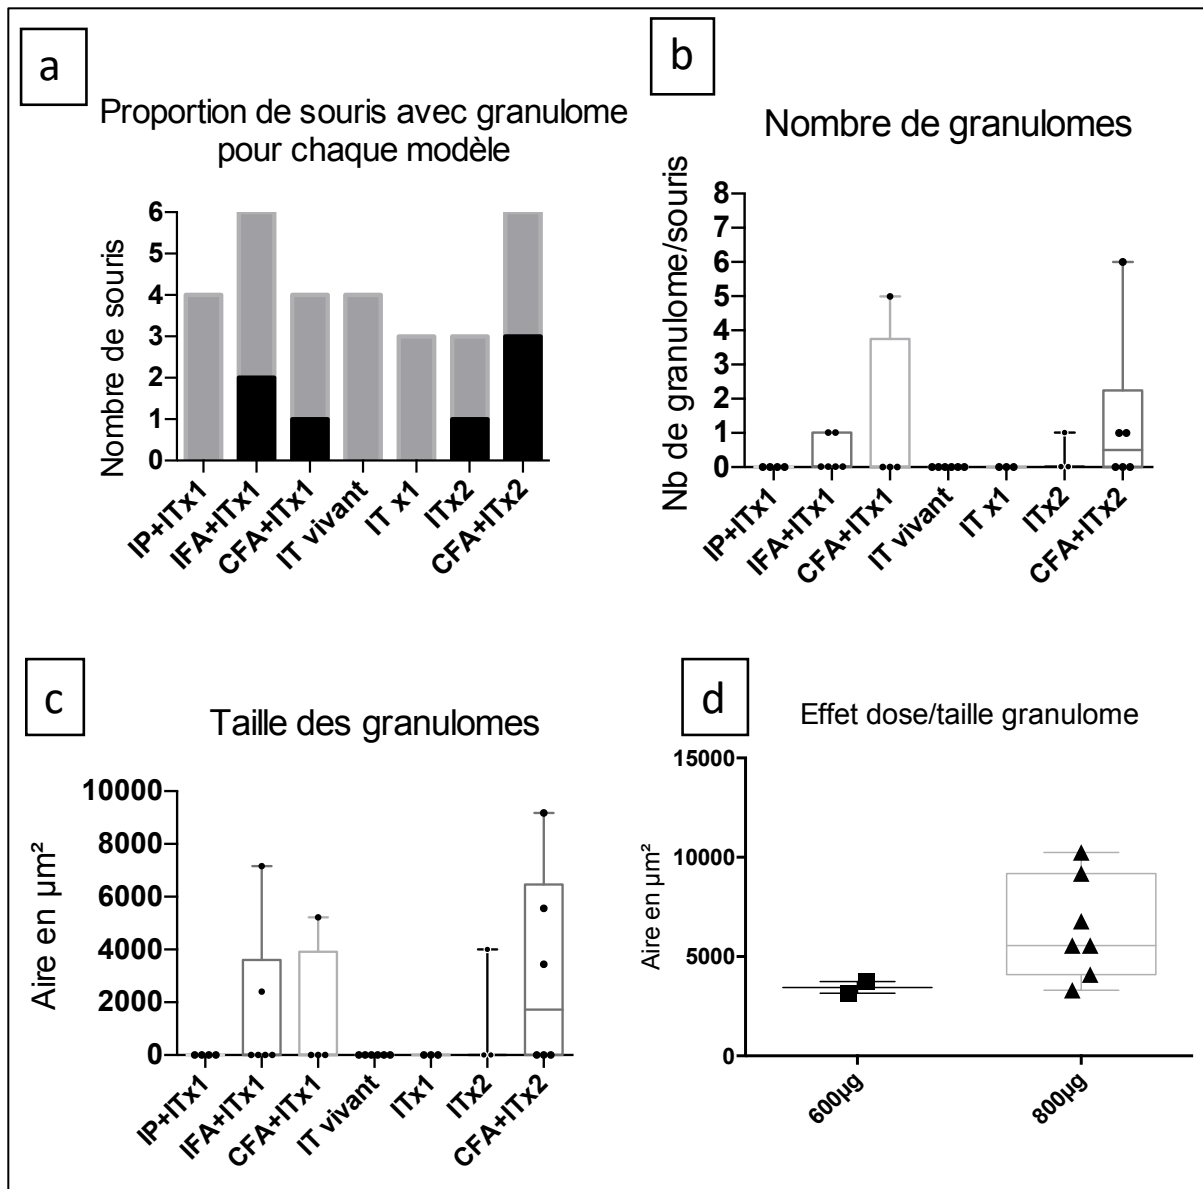 a
Proportion de souris avec granulome
pour chaque modèle
Nombre de souris
6
5
4
3
2
1
0
IP+ITx1
IFA+ITx1
CFA+ITx1
IT vivant
IT x1
ITx2
CFA+ITx2
b
Nombre de granulomes
Nb de granulome/souris
8
7
6
5
4
3
2
1
0
IP+ITx1
IFA+ITx1
CFA+ITx1
IT vivant
IT x1
ITx2
CFA+ITx2
c
Taille des granulomes
Aire en µm²
10000
8000
6000
4000
2000
0
IP+ITx1
IFA+ITx1
CFA+ITx1
IT vivant
ITx1
ITx2
CFA+ITx2
d
Effet dose/taille granulome
Aire en µm²
15000
10000
5000
0
600µg
800µg